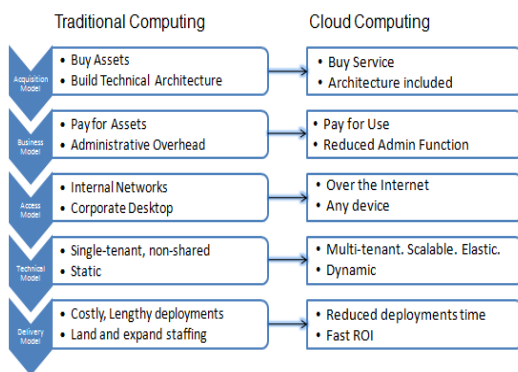 Traditional Computing
Cloud Computing
Acquisition
Model
• Buy Assets
• Build Technical Architecture
• Buy Service
• Architecture included
Business
Model
• Pay for Assets
• Administrative Overhead
• Pay for Use
• Reduced Admin Function
Access
Model
• Internal Networks
• Corporate Desktop
• Over the Internet
• Any device
Technical
Model
• Single-tenant, non-shared
• Static
• Multi-tenant. Scalable. Elastic.
• Dynamic
Delivery
Model
• Costly, Lengthy deployments
• Land and expand staffing
• Reduced deployments time
• Fast ROI